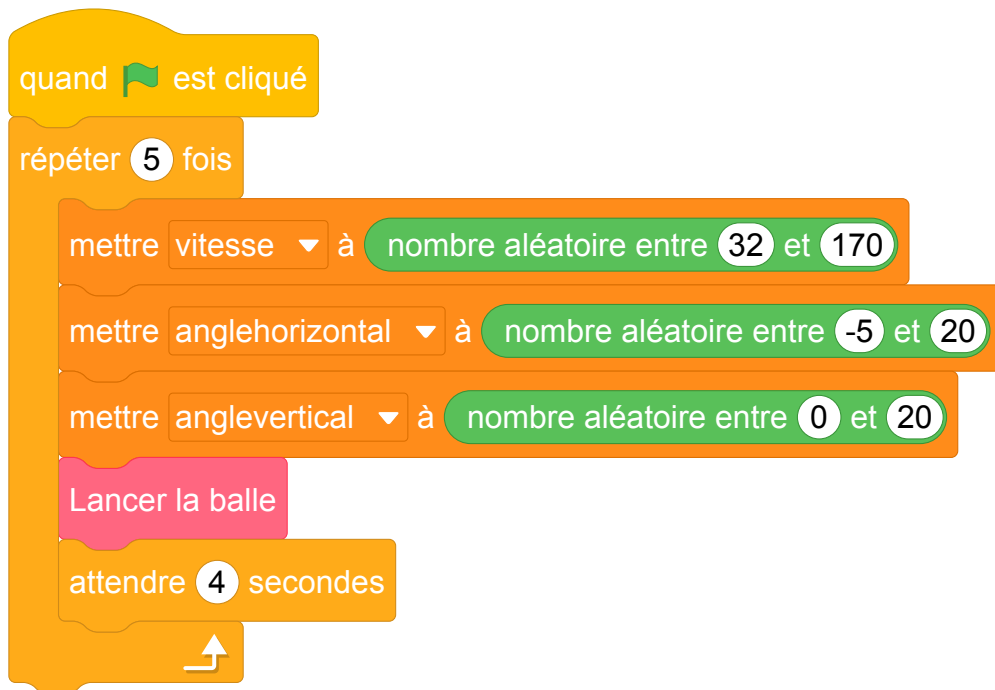 quand est cliqué
répéter 5 fois
mettre vitesse à nombre aléatoire entre 32 et 170
mettre anglehorizontal à nombre aléatoire entre -5 et 20
mettre anglevertical à nombre aléatoire entre 0 et 20
Lancer la balle
attendre 4 secondes